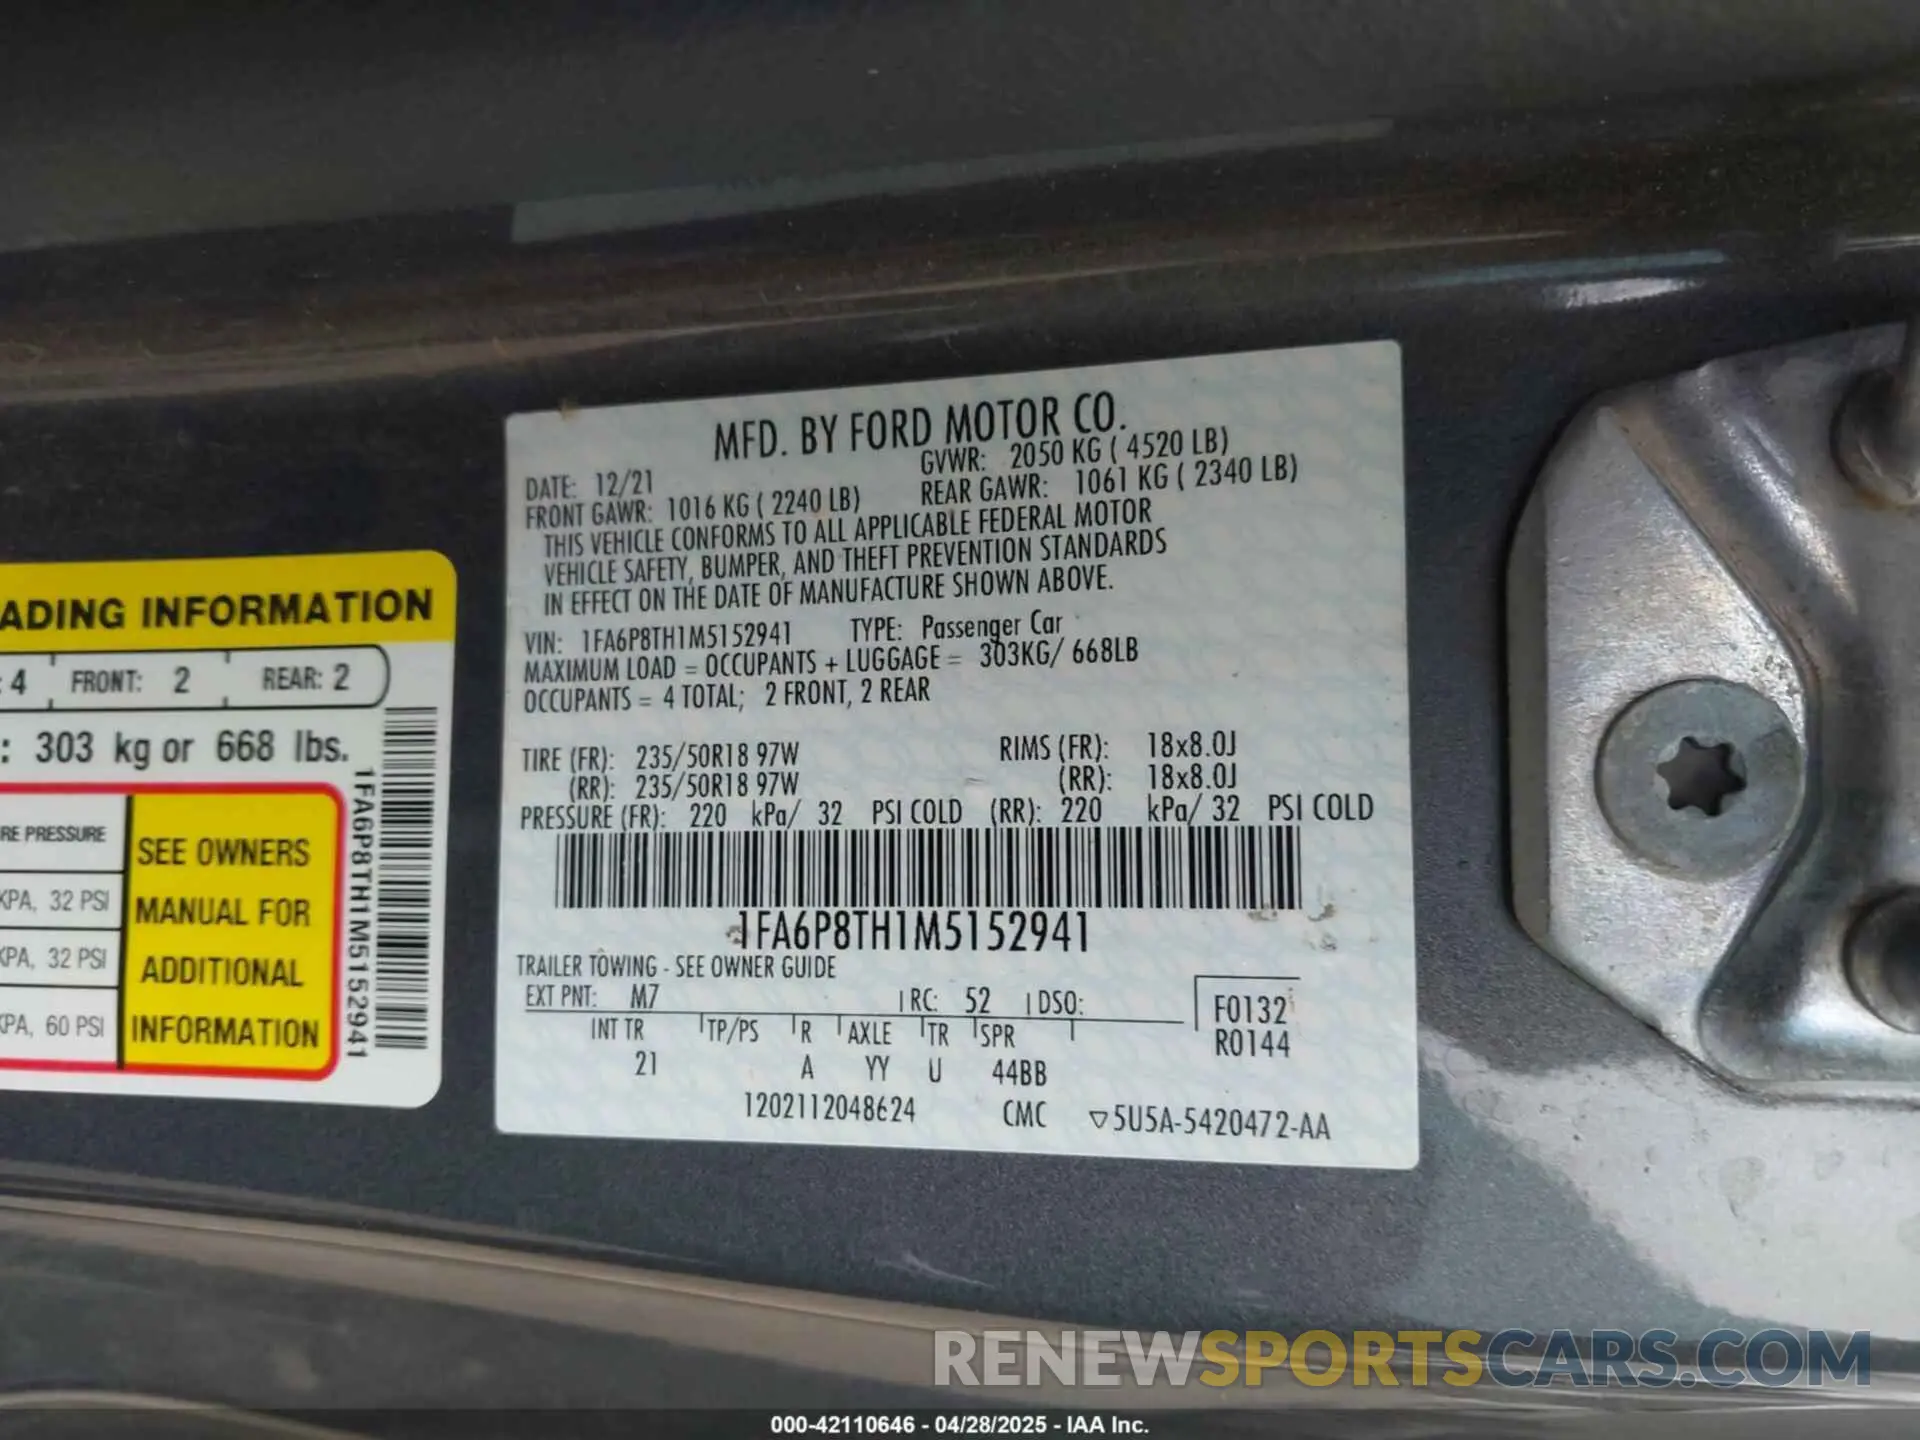 ADING INFORMATION
: 4 FRONT: 2 REAR: 2
: 303 kg or 668 lbs.
RE PRESSURE
KPA, 32 PSI
KPA, 32 PSI
KPA, 60 PSI
SEE OWNERS
MANUAL FOR
ADDITIONAL
INFORMATION
1FA6P8TH1M5152941
MFD. BY FORD MOTOR CO.
DATE: 12/21 GVWR: 2050 KG ( 4520 LB)
FRONT GAWR: 1016 KG ( 2240 LB) REAR GAWR: 1061 KG ( 2340 LB)
THIS VEHICLE CONFORMS TO ALL APPLICABLE FEDERAL MOTOR
VEHICLE SAFETY, BUMPER, AND THEFT PREVENTION STANDARDS
IN EFFECT ON THE DATE OF MANUFACTURE SHOWN ABOVE.
VIN: 1FA6P8TH1M5152941 TYPE: Passenger Car
MAXIMUM LOAD = OCCUPANTS + LUGGAGE = 303KG/ 668LB
OCCUPANTS = 4 TOTAL; 2 FRONT, 2 REAR
TIRE (FR): 235/50R18 97W RIMS (FR): 18x8.0J
(RR): 235/50R18 97W (RR): 18x8.0J
PRESSURE (FR): 220 kPa/ 32 PSI COLD (RR): 220 kPa/ 32 PSI COLD
1FA6P8TH1M5152941
TRAILER TOWING - SEE OWNER GUIDE
EXT PNT: M7 RC: 52 DSO: F0132
INT TR TP/PS R AXLE TR SPR R0144
21 A YY U 44BB
1202112048624 CMC ▽5U5A-5420472-AA
RENEWSPORTSCARS.COM
000-42110646 - 04/28/2025 - IAA Inc.